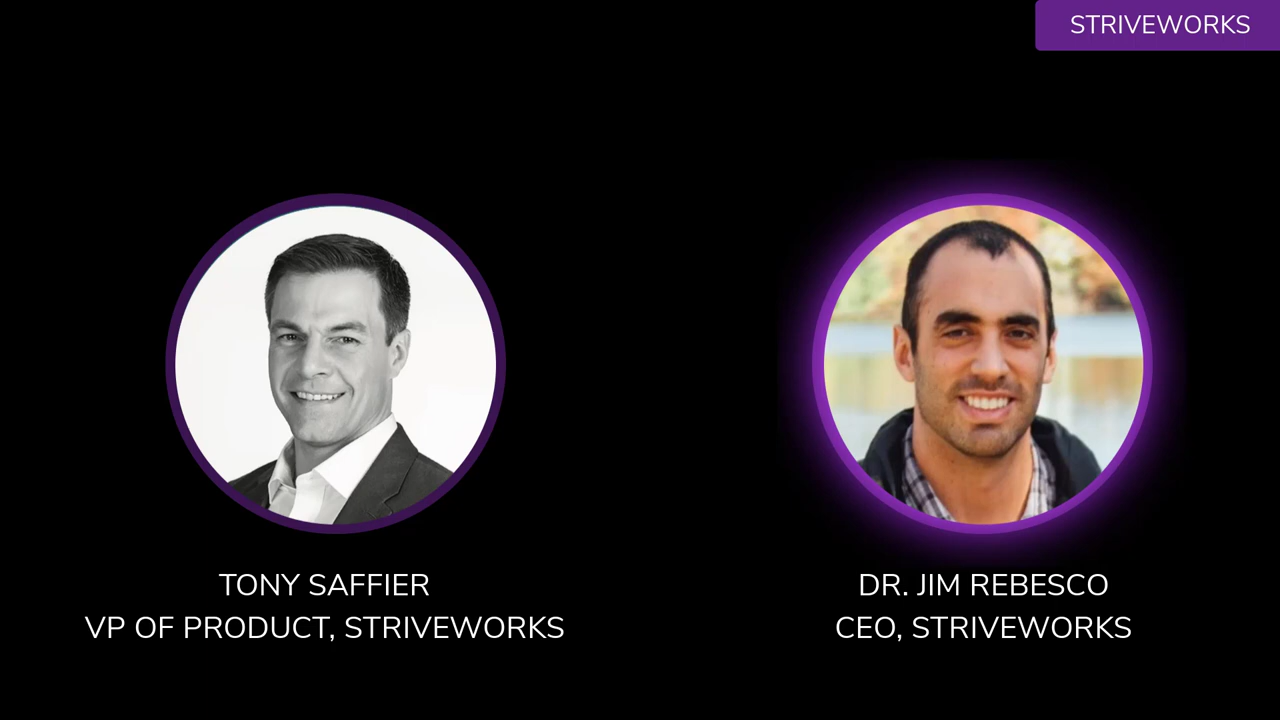 STRIVEWORKS
TONY SAFFIER
VP OF PRODUCT, STRIVEWORKS
DR. JIM REBESCO
CEO, STRIVEWORKS